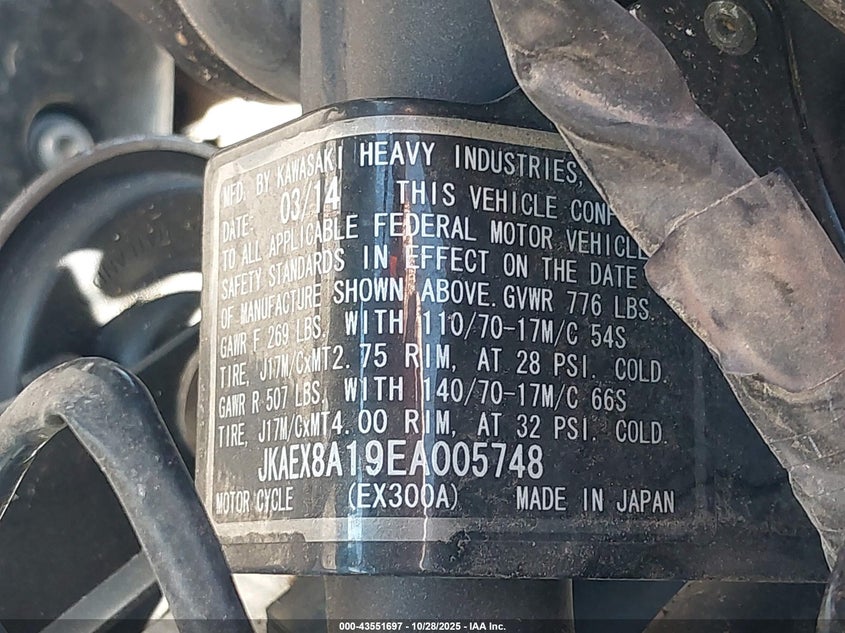 MFD. BY KAWASAKI HEAVY INDUSTRIES,
DATE: 03/14 THIS VEHICLE CONF
TO ALL APPLICABLE FEDERAL MOTOR VEHICLE
SAFETY STANDARDS IN EFFECT ON THE DATE
OF MANUFACTURE SHOWN ABOVE. GVWR 776 LBS.
GAWR F 269 LBS. WITH 110/70-17M/C 54S
TIRE, J17M/CxMT2.75 RIM, AT 28 PSI. COLD.
GAWR R 507 LBS. WITH 140/70-17M/C 66S
TIRE, J17M/CxMT4.00 RIM, AT 32 PSI. COLD.
JKAEX8A19EA005748
MOTOR CYCLE (EX300A) MADE IN JAPAN
000-43551697 | 10/28/2025 - IAA Inc.